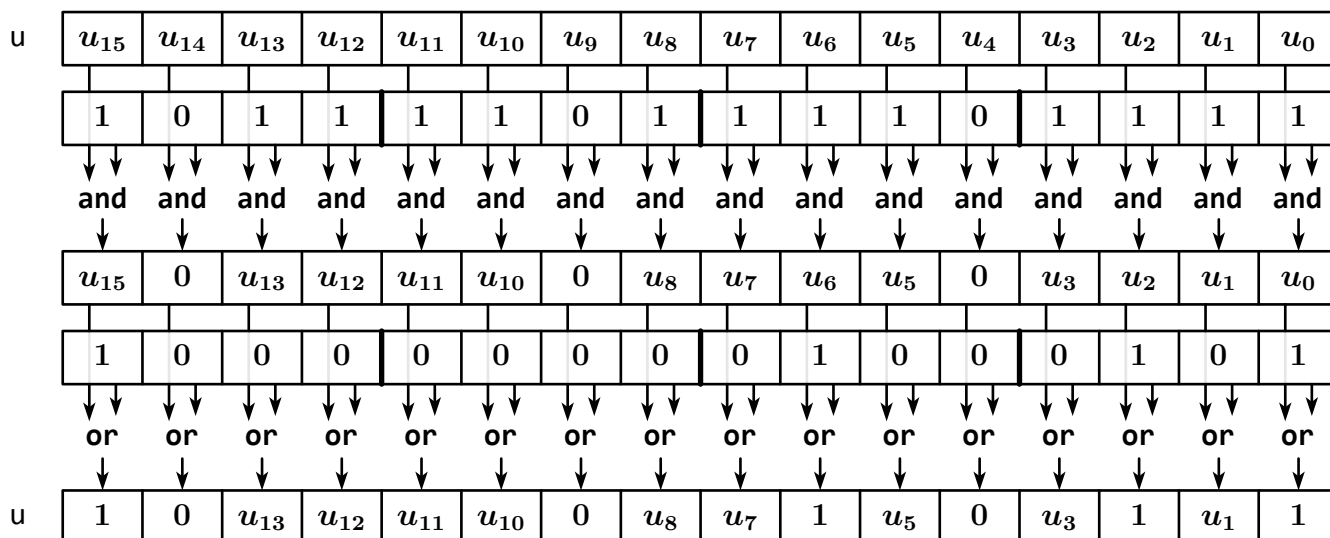 u u₁₅ u₁₄ u₁₃ u₁₂ u₁₁ u₁₀ u₉ u₈ u₇ u₆ u₅ u₄ u₃ u₂ u₁ u₀
1 0 1 1 1 1 0 1 1 1 1 0 1 1 1 1
and and and and and and and and and and and and and and and and
u₁₅ 0 u₁₃ u₁₂ u₁₁ u₁₀ 0 u₈ u₇ u₆ u₅ 0 u₃ u₂ u₁ u₀
1 0 0 0 0 0 0 0 0 1 0 0 0 1 0 1
or or or or or or or or or or or or or or or or
u 1 0 u₁₃ u₁₂ u₁₁ u₁₀ 0 u₈ u₇ 1 u₅ 0 u₃ 1 u₁ 1